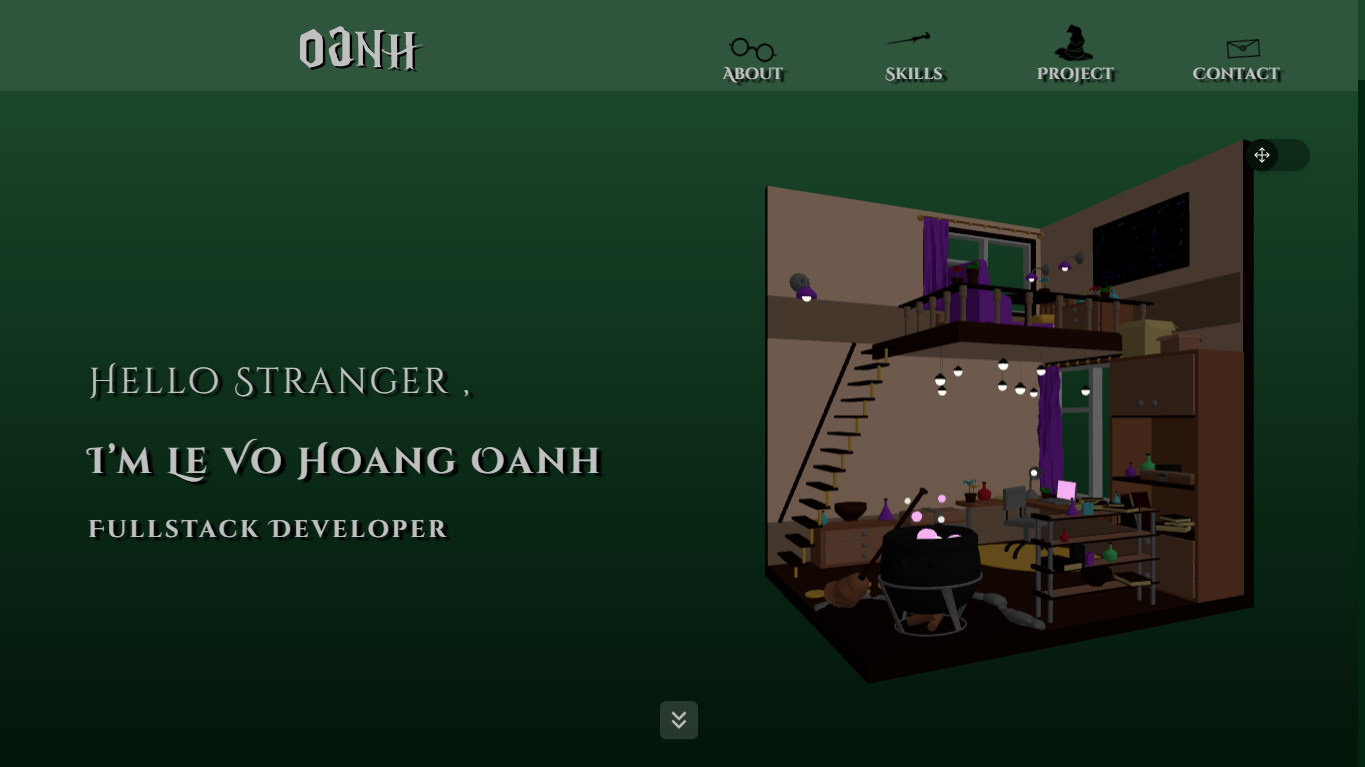 OANH
About
Skills
Project
Contact
Hello Stranger ,
I'm Le Vo Hoang Oanh
Fullstack Developer